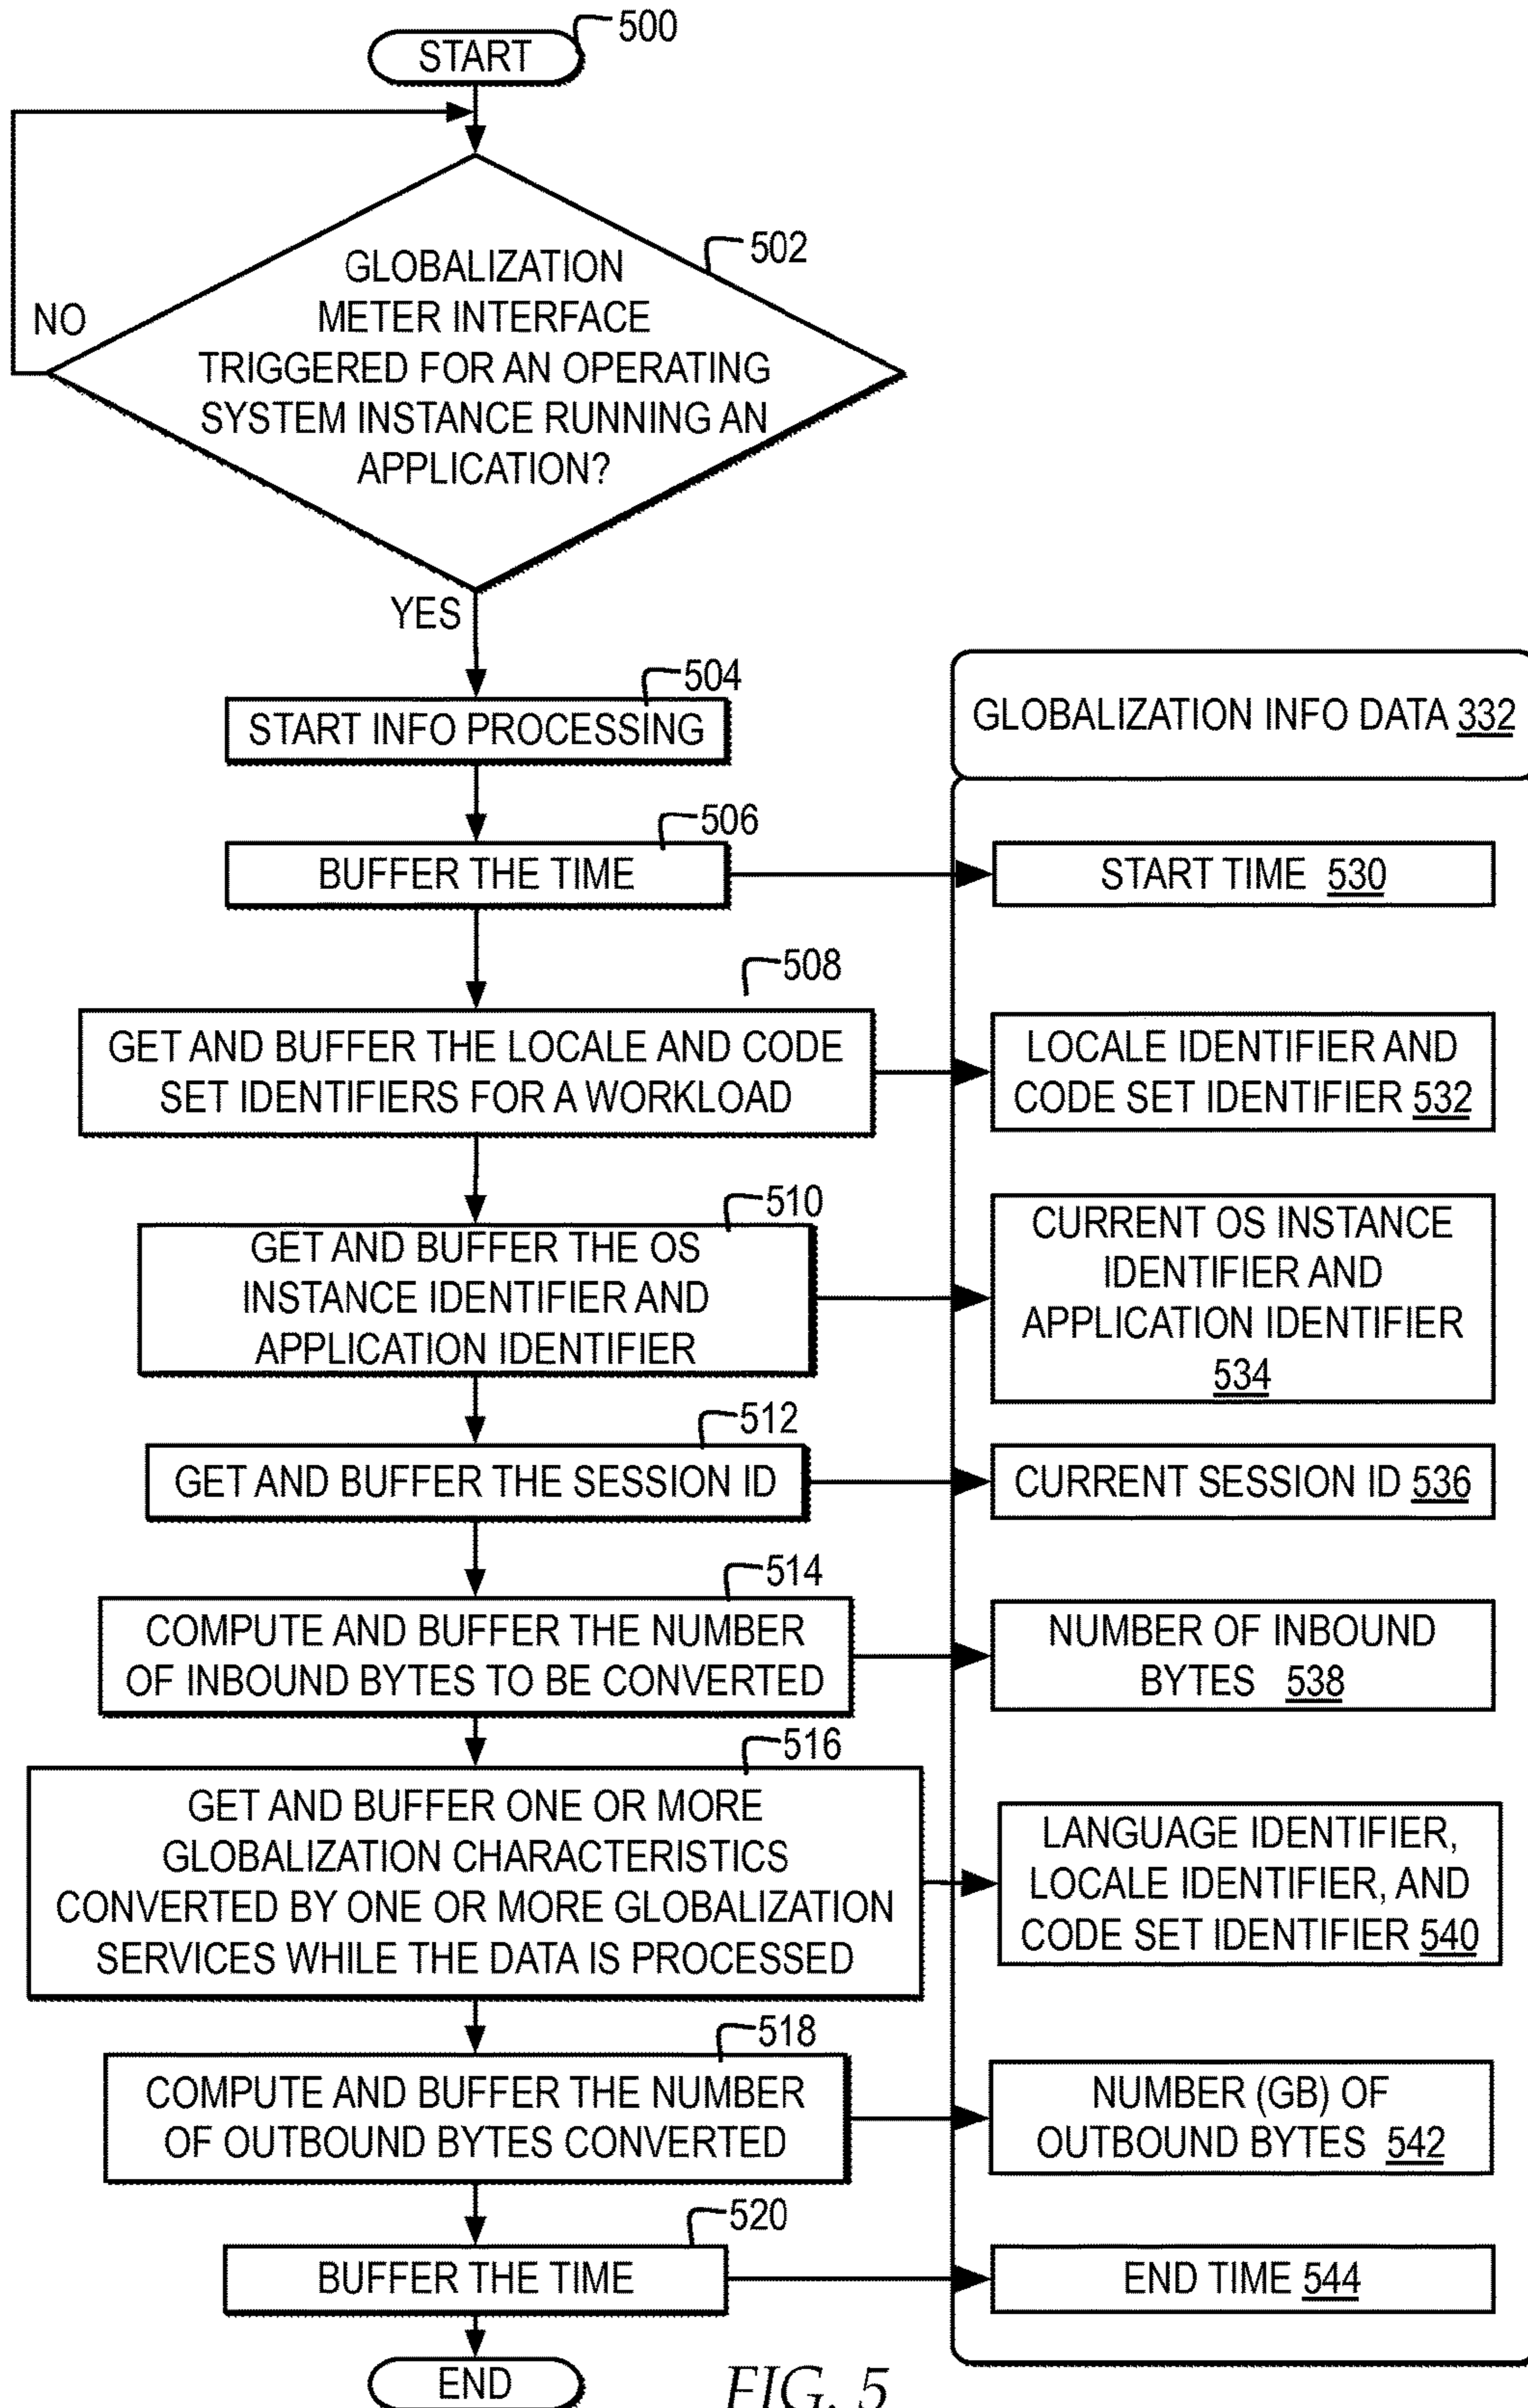 START
500
GLOBALIZATION
METER INTERFACE
TRIGGERED FOR AN OPERATING
SYSTEM INSTANCE RUNNING AN
APPLICATION?
502
NO
YES
START INFO PROCESSING
504
GLOBALIZATION INFO DATA 332
BUFFER THE TIME
506
START TIME 530
508
GET AND BUFFER THE LOCALE AND CODE
SET IDENTIFIERS FOR A WORKLOAD
LOCALE IDENTIFIER AND
CODE SET IDENTIFIER 532
510
GET AND BUFFER THE OS
INSTANCE IDENTIFIER AND
APPLICATION IDENTIFIER
CURRENT OS INSTANCE
IDENTIFIER AND
APPLICATION IDENTIFIER
534
512
GET AND BUFFER THE SESSION ID
CURRENT SESSION ID 536
514
COMPUTE AND BUFFER THE NUMBER
OF INBOUND BYTES TO BE CONVERTED
NUMBER OF INBOUND
BYTES 538
516
GET AND BUFFER ONE OR MORE
GLOBALIZATION CHARACTERISTICS
CONVERTED BY ONE OR MORE GLOBALIZATION
SERVICES WHILE THE DATA IS PROCESSED
LANGUAGE IDENTIFIER,
LOCALE IDENTIFIER, AND
CODE SET IDENTIFIER 540
518
COMPUTE AND BUFFER THE NUMBER
OF OUTBOUND BYTES CONVERTED
NUMBER (GB) OF
OUTBOUND BYTES 542
520
BUFFER THE TIME
END TIME 544
END
FIG. 5